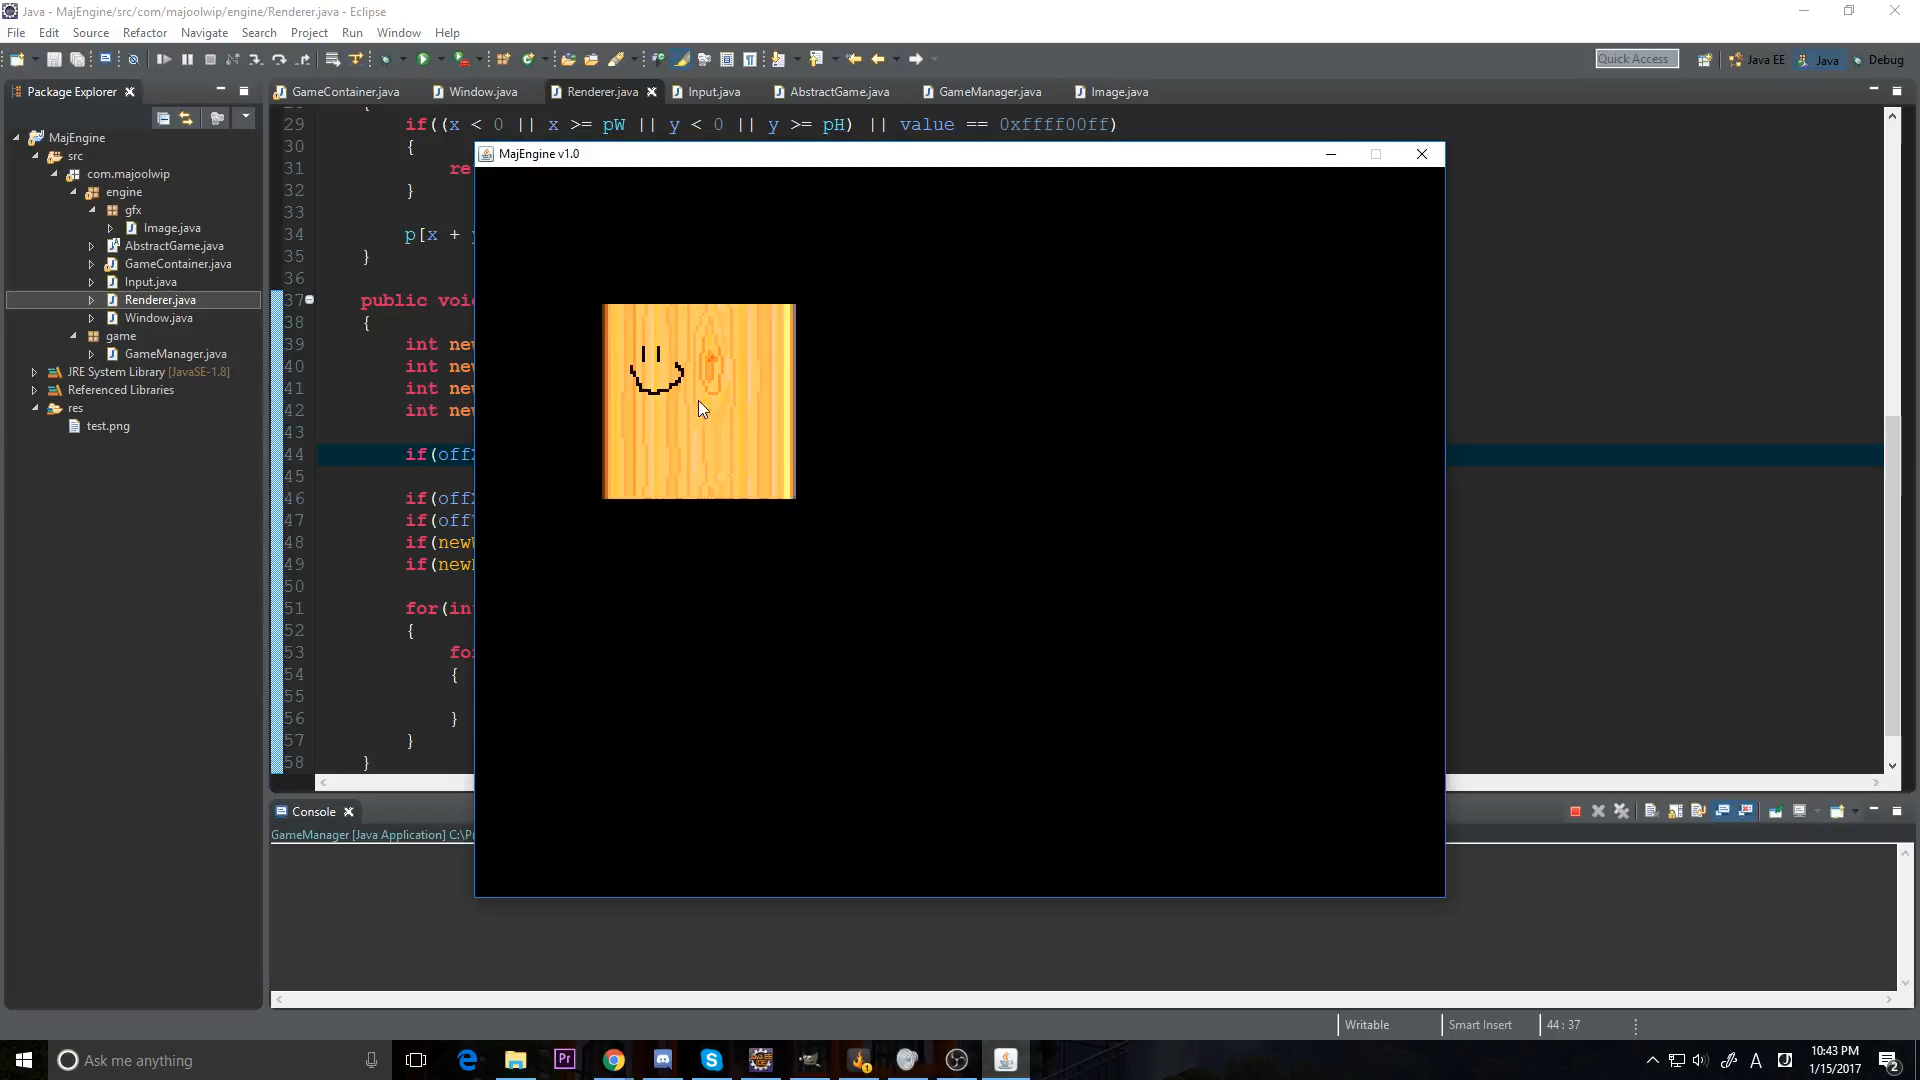 Java - MajEngine/src/com/majoolwip/engine/Renderer.java - Eclipse
File Edit Source Refactor Navigate Search Project Run Window Help
Quick Access Java EE Java Debug
Package Explorer
GameContainer.java Window.java Renderer.java Input.java AbstractGame.java GameManager.java Image.java
MajEngine
src
com.majoolwip
engine
gfx
Image.java
AbstractGame.java
GameContainer.java
Input.java
Renderer.java
Window.java
game
GameManager.java
JRE System Library [JavaSE-1.8]
Referenced Libraries
res
test.png
29 if((x < 0 || x >= pW || y < 0 || y >= pH) || value == 0xffff00ff)
30 {
31 re
32 }
33
34 p[x +
35 }
36
37 public voi
38 {
39 int ne
40 int ne
41 int ne
42 int ne
43
44 if(off
45
46 if(off
47 if(off
48 if(new
49 if(new
50
51 for(in
52 {
53 fo
54 {
55
56 }
57 }
58 }
MajEngine v1.0
Console
GameManager [Java Application] C:\P
Writable Smart Insert 44 : 37
Ask me anything
10:43 PM
1/15/2017